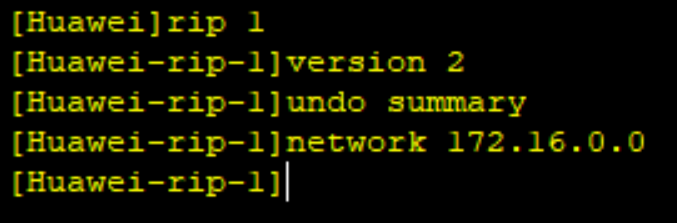 [Huawei]rip 1
[Huawei-rip-1]version 2
[Huawei-rip-1]undo summary
[Huawei-rip-1]network 172.16.0.0
[Huawei-rip-1]